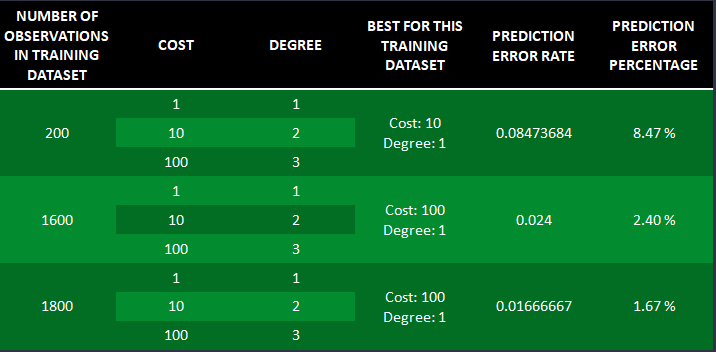 NUMBER OF
OBSERVATIONS
IN TRAINING
DATASET
COST
DEGREE
BEST FOR THIS
TRAINING
DATASET
PREDICTION
ERROR RATE
PREDICTION
ERROR
PERCENTAGE
200
1 1
10 2
100 3
Cost: 10
Degree: 1
0.08473684
8.47 %
1600
1 1
10 2
100 3
Cost: 100
Degree: 1
0.024
2.40 %
1800
1 1
10 2
100 3
Cost: 100
Degree: 1
0.01666667
1.67 %